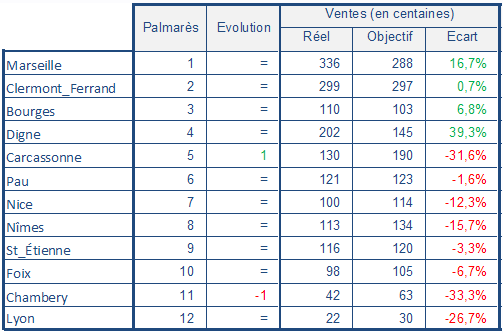 Ventes (en centaines)
Palmarès Evolution Réel Objectif Ecart
Marseille 1 = 336 288 16,7%
Clermont_Ferrand 2 = 299 297 0,7%
Bourges 3 = 110 103 6,8%
Digne 4 = 202 145 39,3%
Carcassonne 5 1 130 190 -31,6%
Pau 6 = 121 123 -1,6%
Nice 7 = 100 114 -12,3%
Nîmes 8 = 113 134 -15,7%
St_Étienne 9 = 116 120 -3,3%
Foix 10 = 98 105 -6,7%
Chambery 11 -1 42 63 -33,3%
Lyon 12 = 22 30 -26,7%